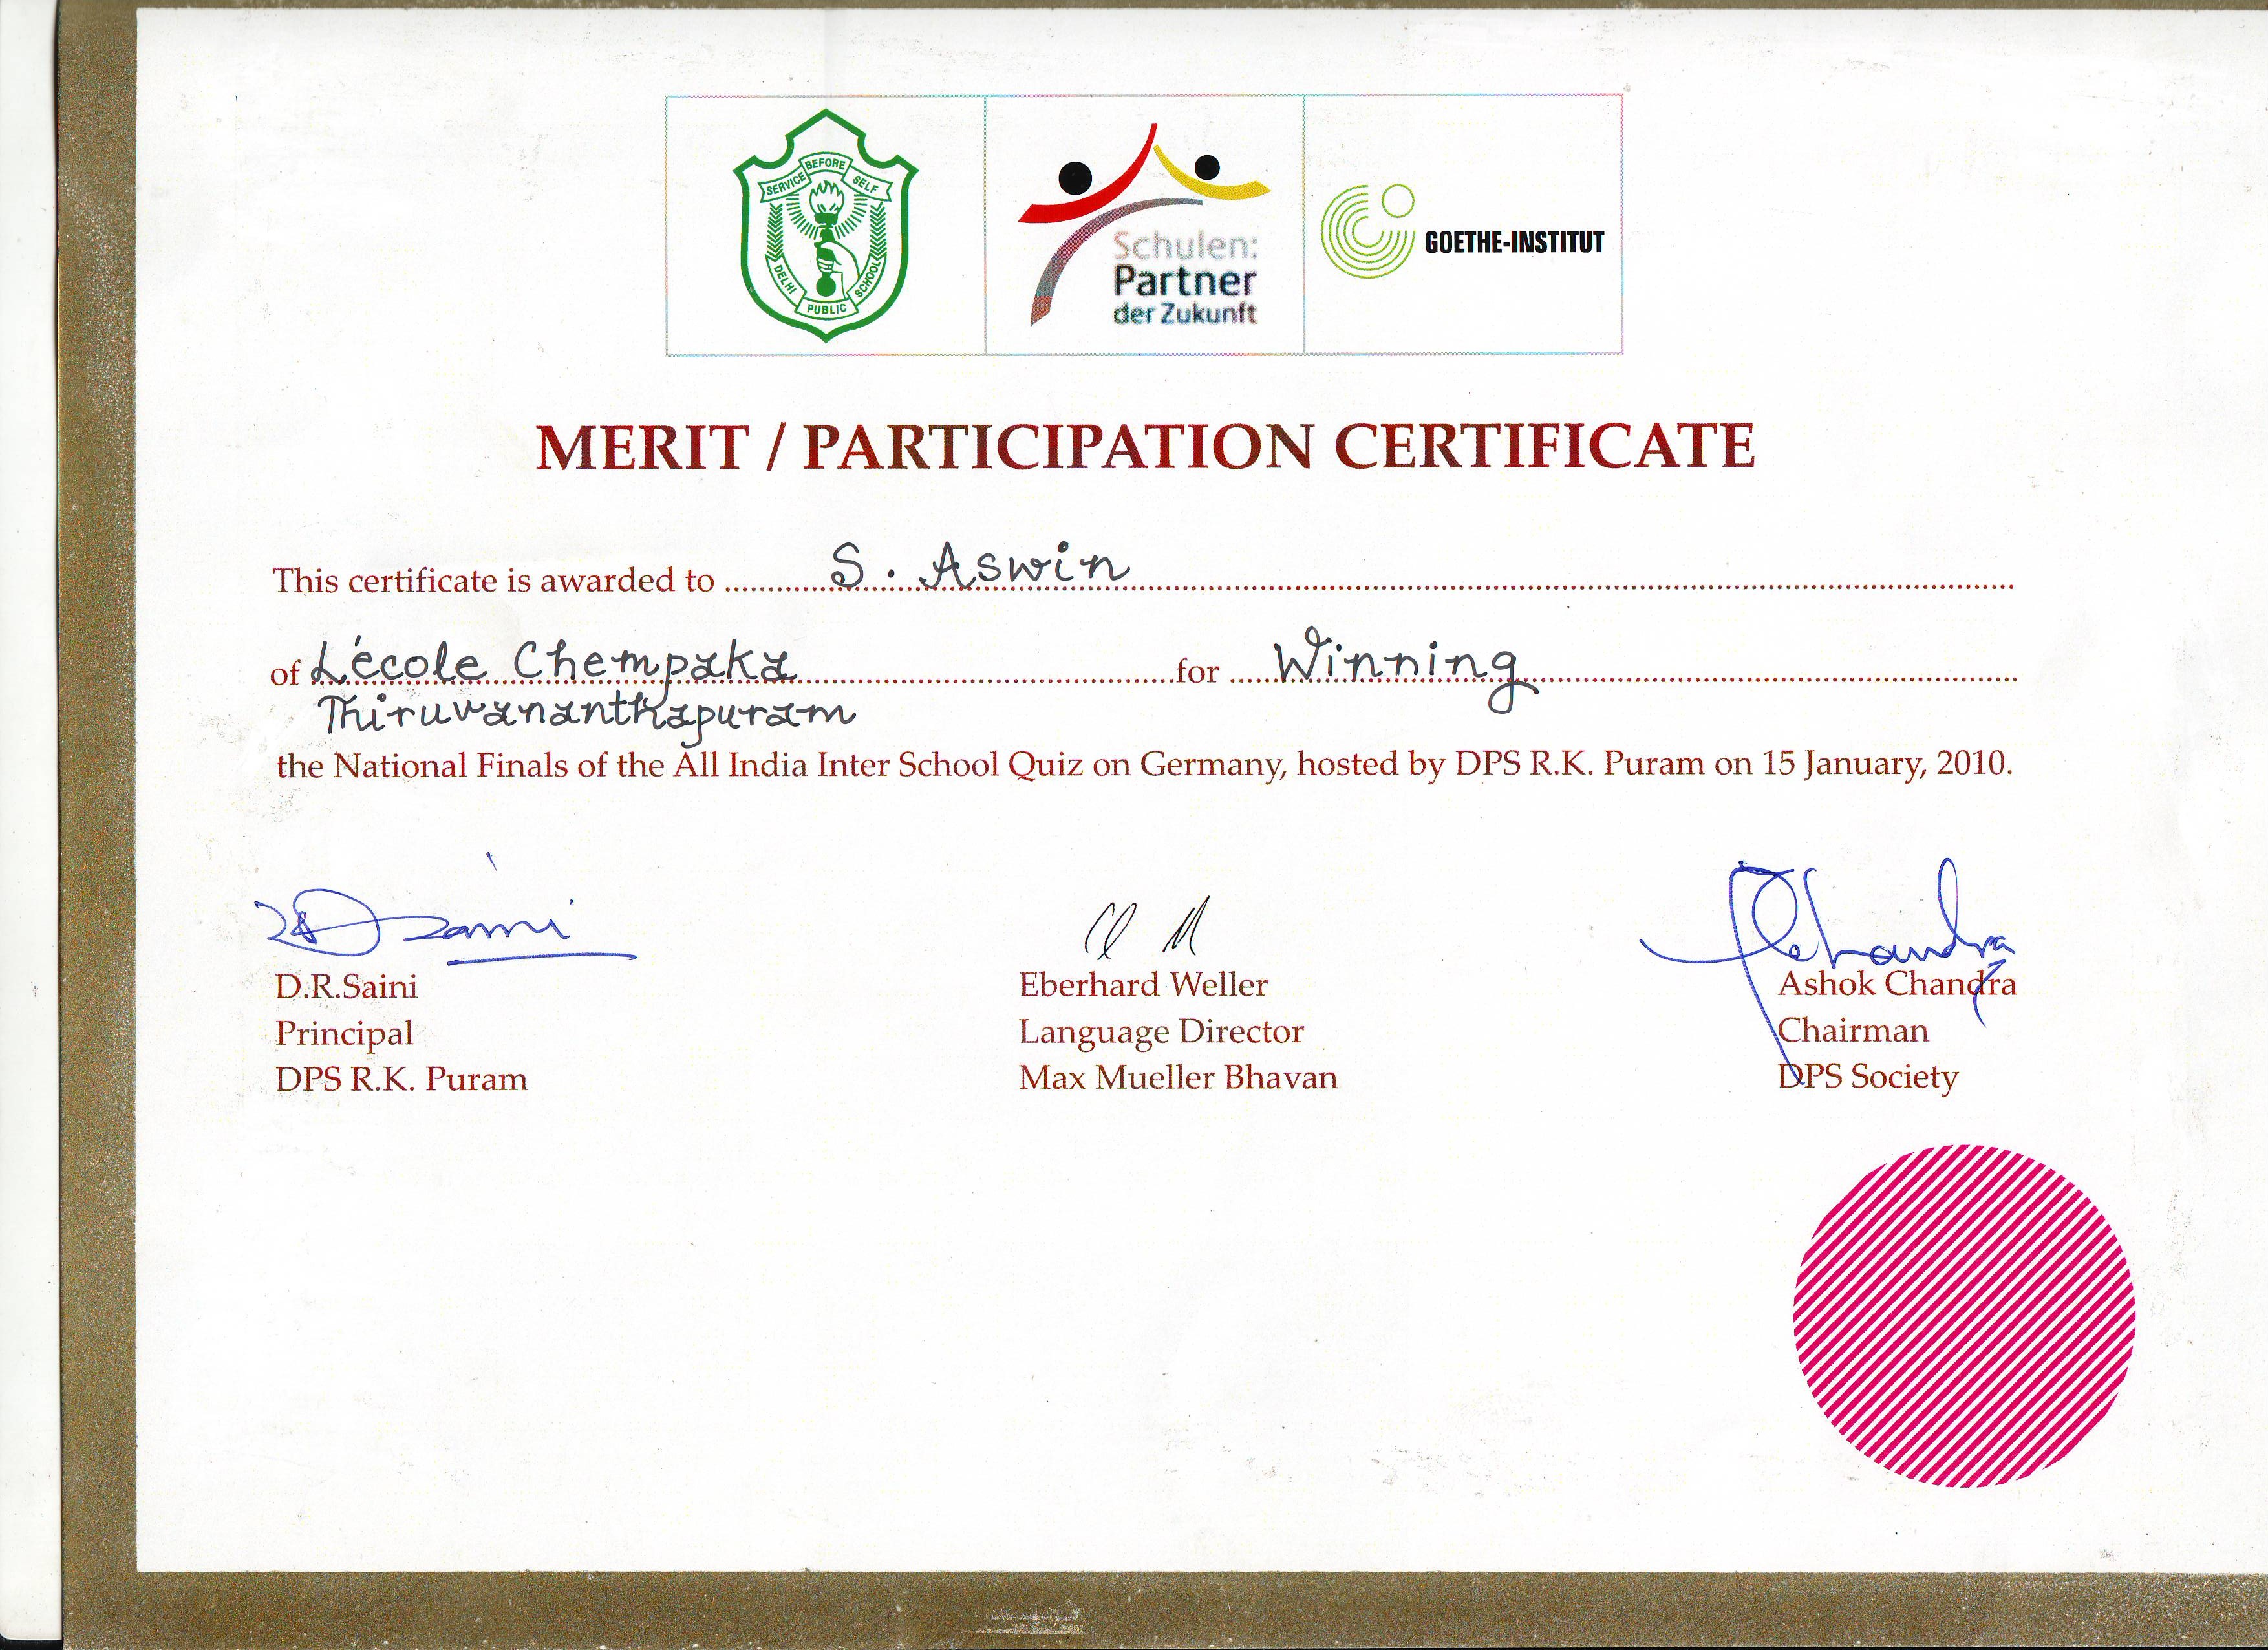 SERVICE BEFORE SELF
DELHI PUBLIC SCHOOL
Schulen:
Partner
der Zukunft
GOETHE-INSTITUT
MERIT / PARTICIPATION CERTIFICATE
This certificate is awarded to S. Aswin
of L'école Chempaka for Winning
Thiruvananthapuram
the National Finals of the All India Inter School Quiz on Germany, hosted by DPS R.K. Puram on 15 January, 2010.
D.R.Saini
Principal
DPS R.K. Puram
Eberhard Weller
Language Director
Max Mueller Bhavan
Ashok Chandra
Chairman
DPS Society